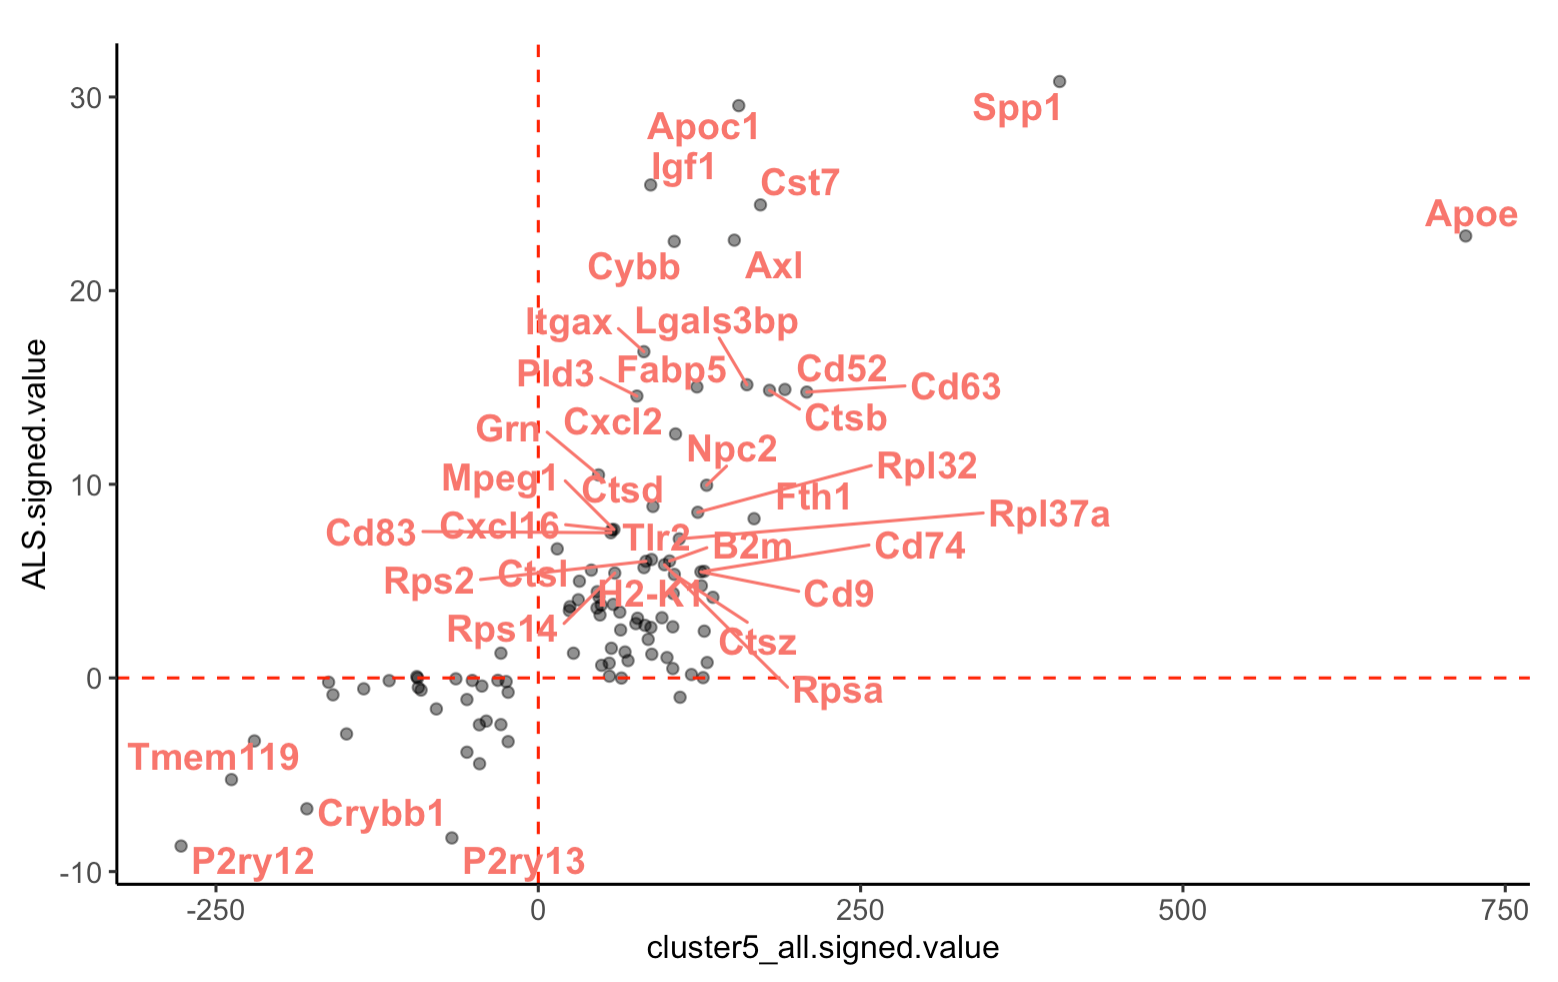 30
Spp1
Apoc1
Igf1
Cst7
Apoe
Cybb
Axl
20
Itgax
Lgals3bp
Pld3
Fabp5
Cd52
Cd63
Cxcl2
Ctsb
Grn
Npc2
Rpl32
Mpeg1
10
Ctsd
Fth1
Rpl37a
Cd83
Cxcl16
Tlr2
B2m
Cd74
Rps2
Ctsl
H2-K1
Cd9
Rps14
Ctsz
0
Rpsa
Tmem119
Crybb1
P2ry12
P2ry13
-10
-250
0
250
500
750
cluster5_all.signed.value
ALS.signed.value